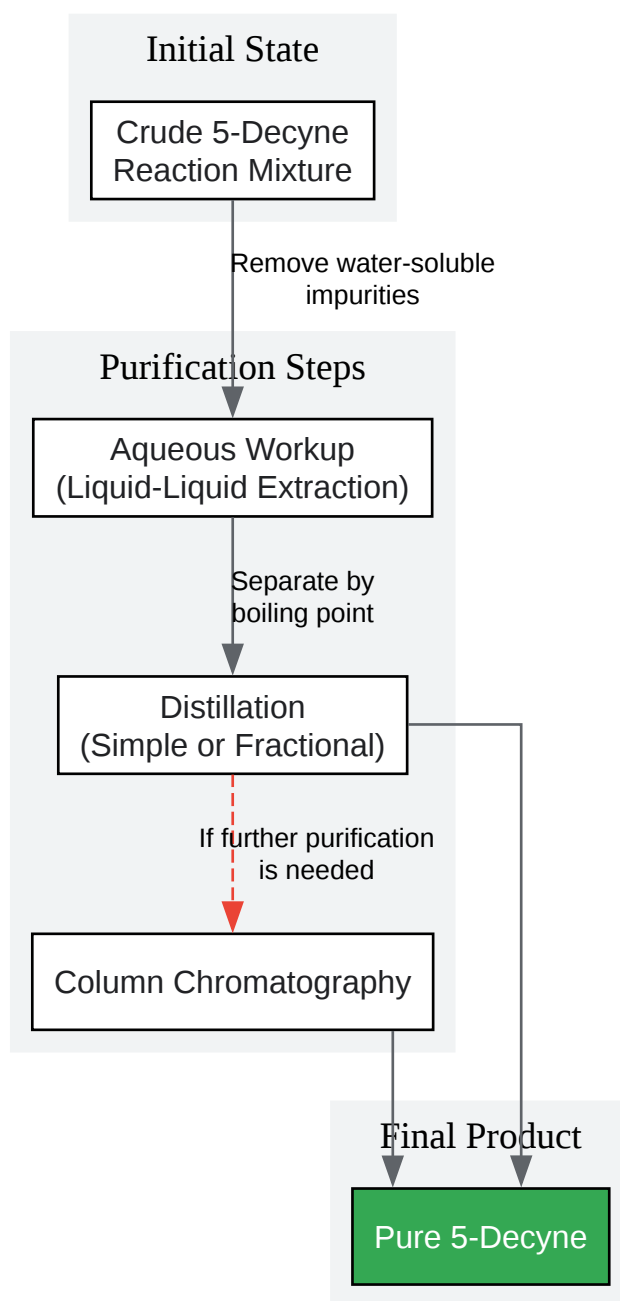 Initial State
Crude 5-Decyne
Reaction Mixture
Remove water-soluble
impurities
Purification Steps
Aqueous Workup
(Liquid-Liquid Extraction)
Separate by
boiling point
Distillation
(Simple or Fractional)
If further purification
is needed
Column Chromatography
Final Product
Pure 5-Decyne